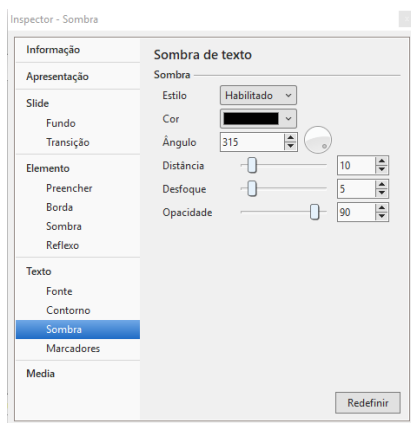 Inspector - Sombra
Informação
Apresentação
Slide
Fundo
Transição
Elemento
Preencher
Borda
Sombra
Reflexo
Texto
Fonte
Contorno
Sombra
Marcadores
Media
Sombra de texto
Sombra
Estilo Habilitado
Cor
Ângulo 315
Distância 10
Desfoque 5
Opacidade 90
Redefinir